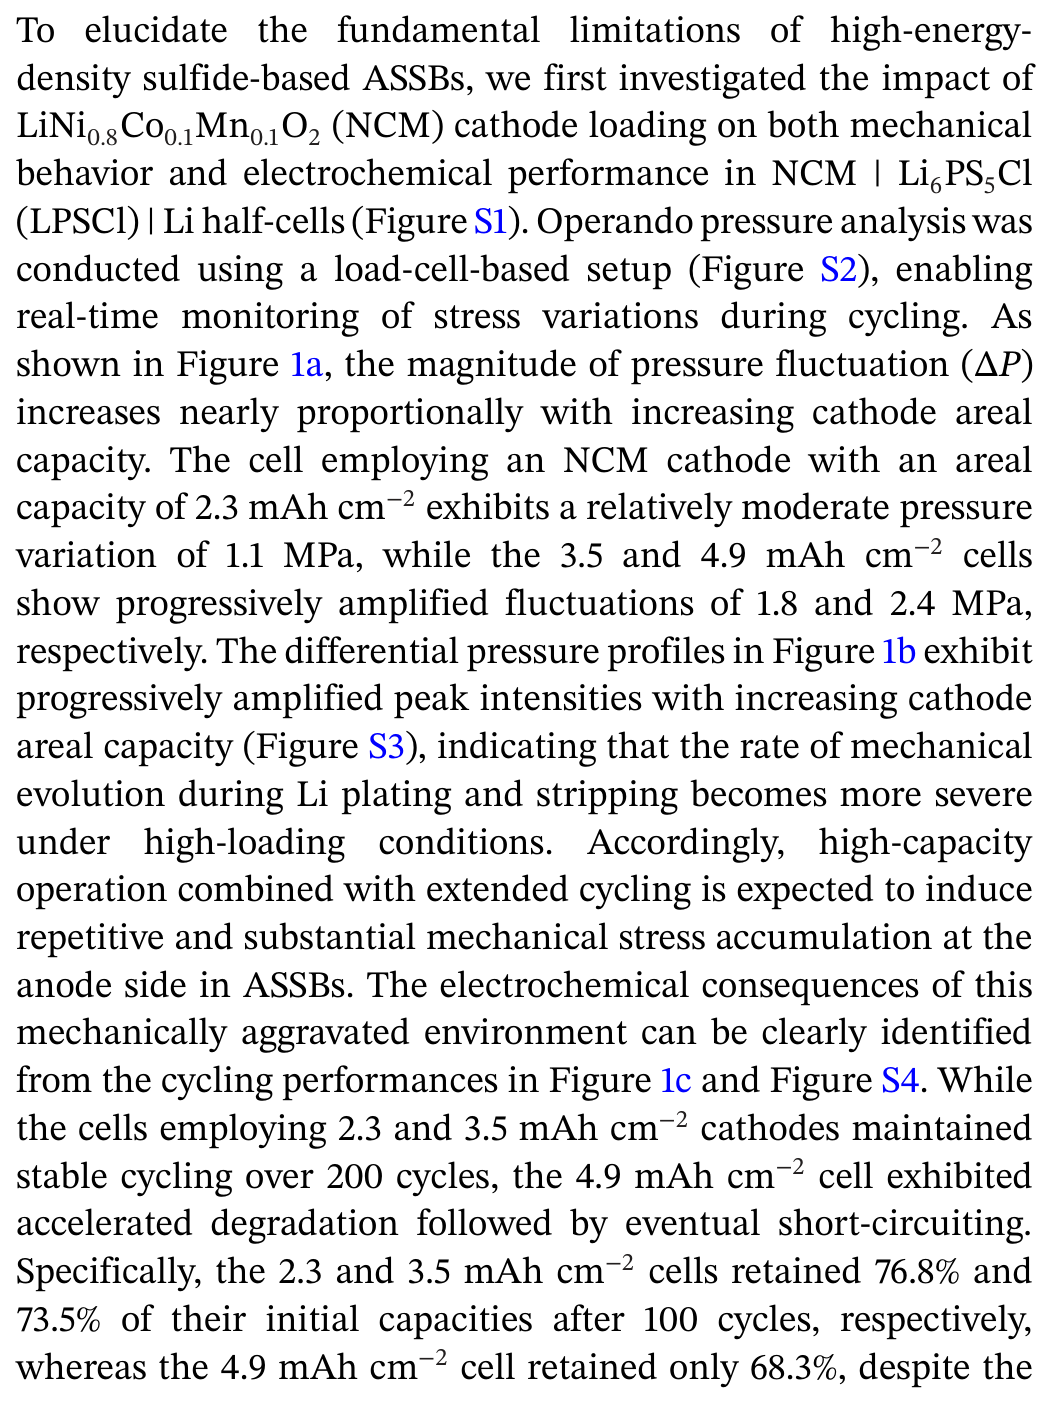 To elucidate the fundamental limitations of high-energy-
density sulfide-based ASSBs, we first investigated the impact of
LiNi₀.₈Co₀.₁Mn₀.₁O₂ (NCM) cathode loading on both mechanical
behavior and electrochemical performance in NCM | Li₆PS₅Cl
(LPSCl) | Li half-cells (Figure S1). Operando pressure analysis was
conducted using a load-cell-based setup (Figure S2), enabling
real-time monitoring of stress variations during cycling. As
shown in Figure 1a, the magnitude of pressure fluctuation (ΔP)
increases nearly proportionally with increasing cathode areal
capacity. The cell employing an NCM cathode with an areal
capacity of 2.3 mAh cm⁻² exhibits a relatively moderate pressure
variation of 1.1 MPa, while the 3.5 and 4.9 mAh cm⁻² cells
show progressively amplified fluctuations of 1.8 and 2.4 MPa,
respectively. The differential pressure profiles in Figure 1b exhibit
progressively amplified peak intensities with increasing cathode
areal capacity (Figure S3), indicating that the rate of mechanical
evolution during Li plating and stripping becomes more severe
under high-loading conditions. Accordingly, high-capacity
operation combined with extended cycling is expected to induce
repetitive and substantial mechanical stress accumulation at the
anode side in ASSBs. The electrochemical consequences of this
mechanically aggravated environment can be clearly identified
from the cycling performances in Figure 1c and Figure S4. While
the cells employing 2.3 and 3.5 mAh cm⁻² cathodes maintained
stable cycling over 200 cycles, the 4.9 mAh cm⁻² cell exhibited
accelerated degradation followed by eventual short-circuiting.
Specifically, the 2.3 and 3.5 mAh cm⁻² cells retained 76.8% and
73.5% of their initial capacities after 100 cycles, respectively,
whereas the 4.9 mAh cm⁻² cell retained only 68.3%, despite the